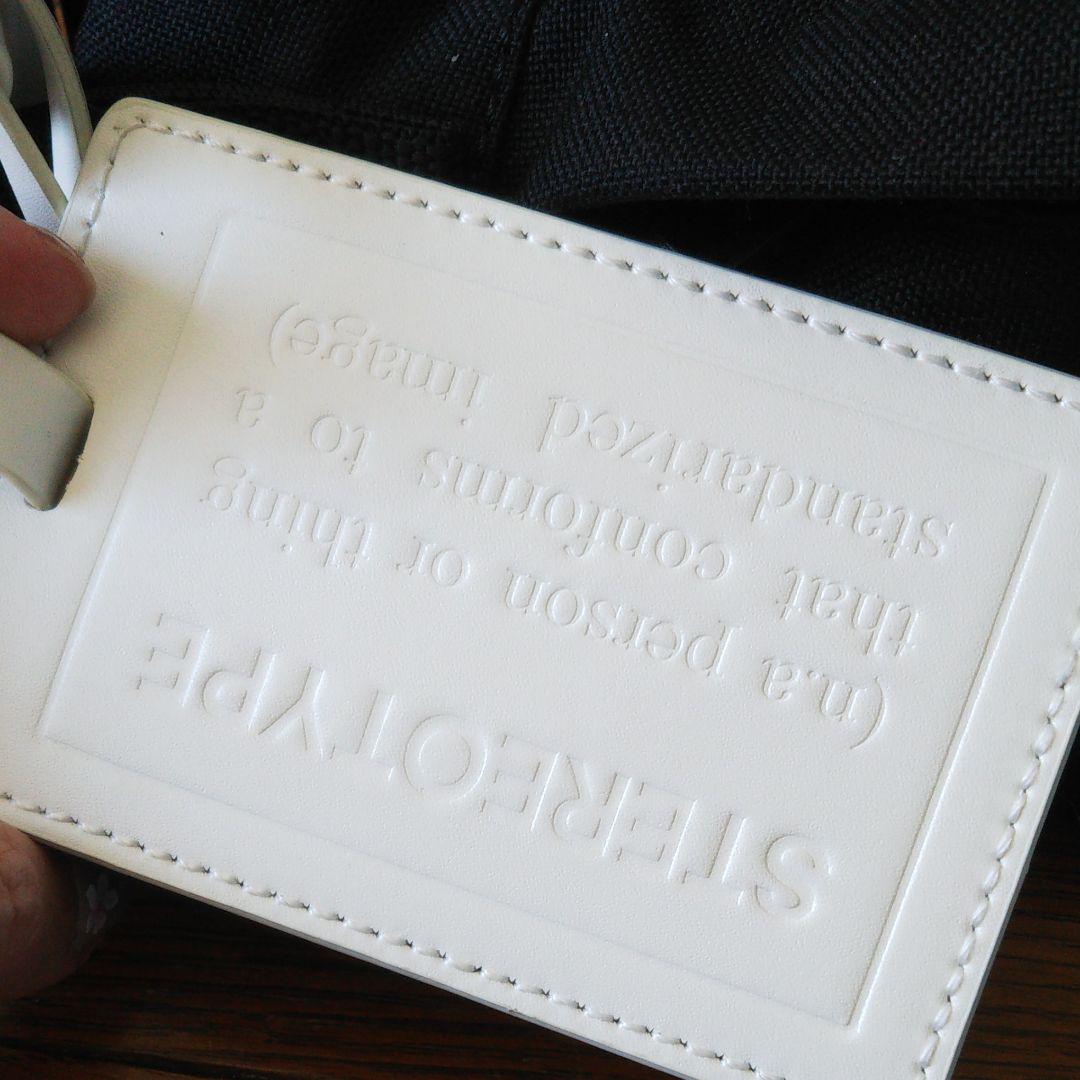 STEREOTYPE
(n.a person or thing
that conforms to a
standarized image)